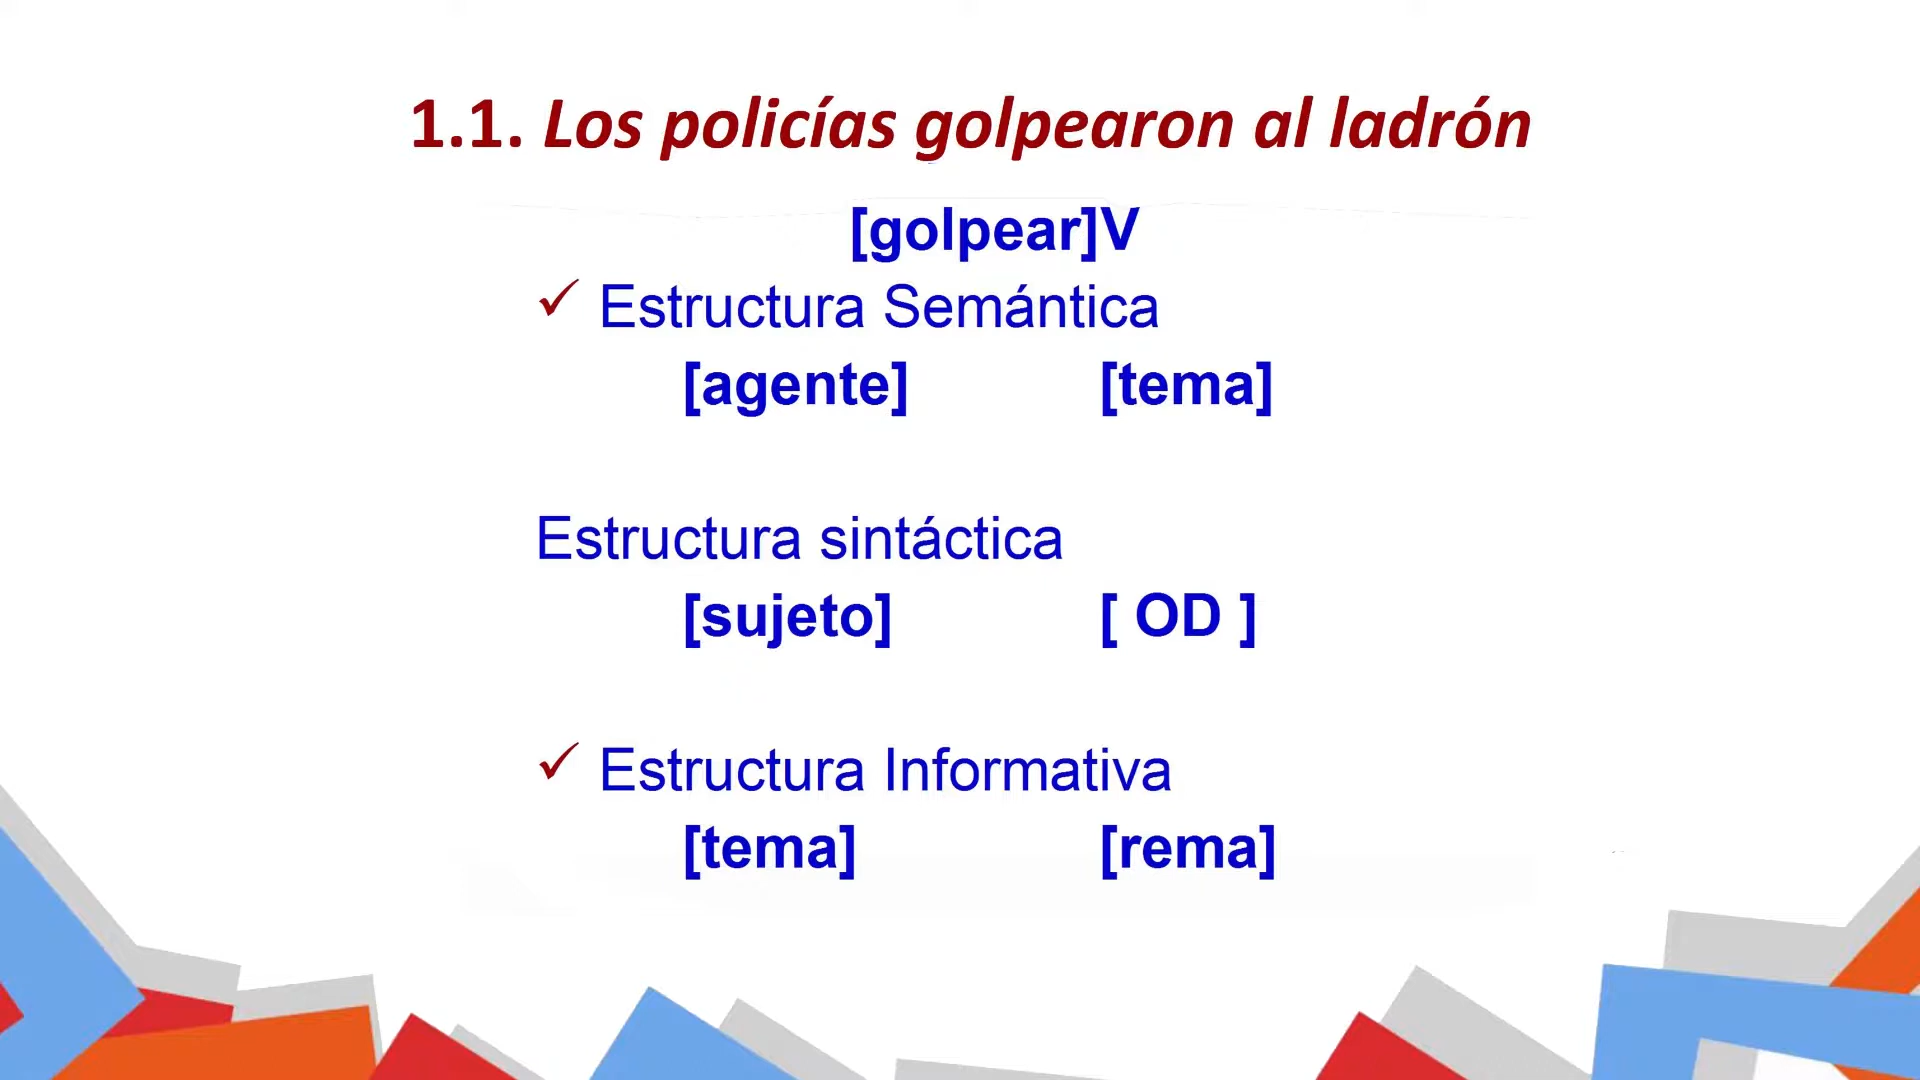 1.1. Los policías golpearon al ladrón
[golpear]V
✓ Estructura Semántica
[agente] [tema]
Estructura sintáctica
[sujeto] [ OD ]
✓ Estructura Informativa
[tema] [rema]